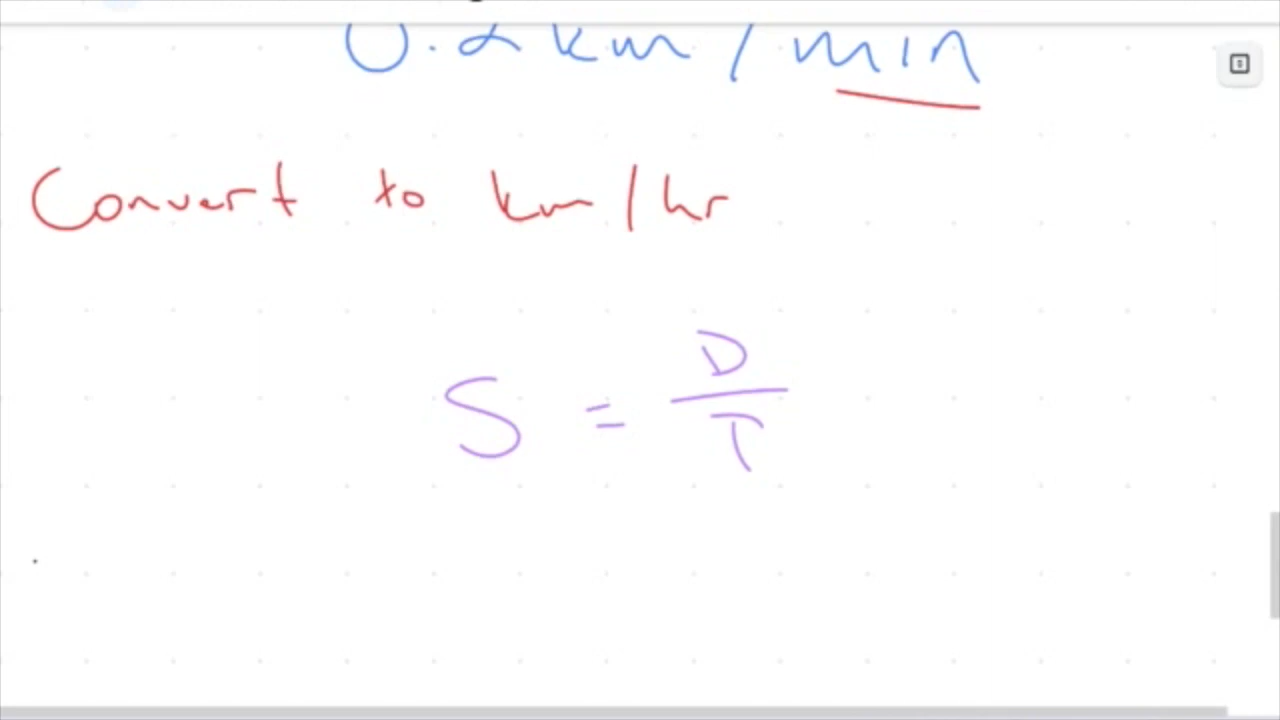 0.2km/min
Convert to km/hr
S = D/T